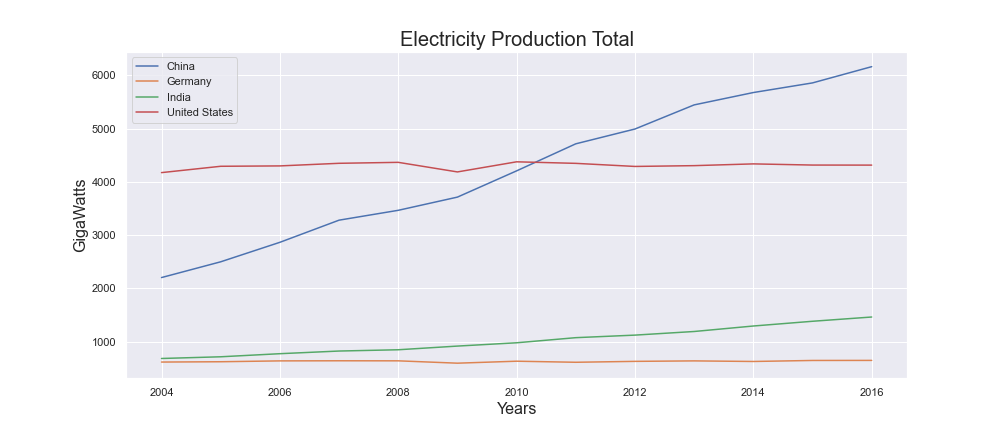 Electricity Production Total
China
Germany
India
United States
6000
5000
4000
3000
2000
1000
GigaWatts
2004
2006
2008
2010
2012
2014
2016
Years